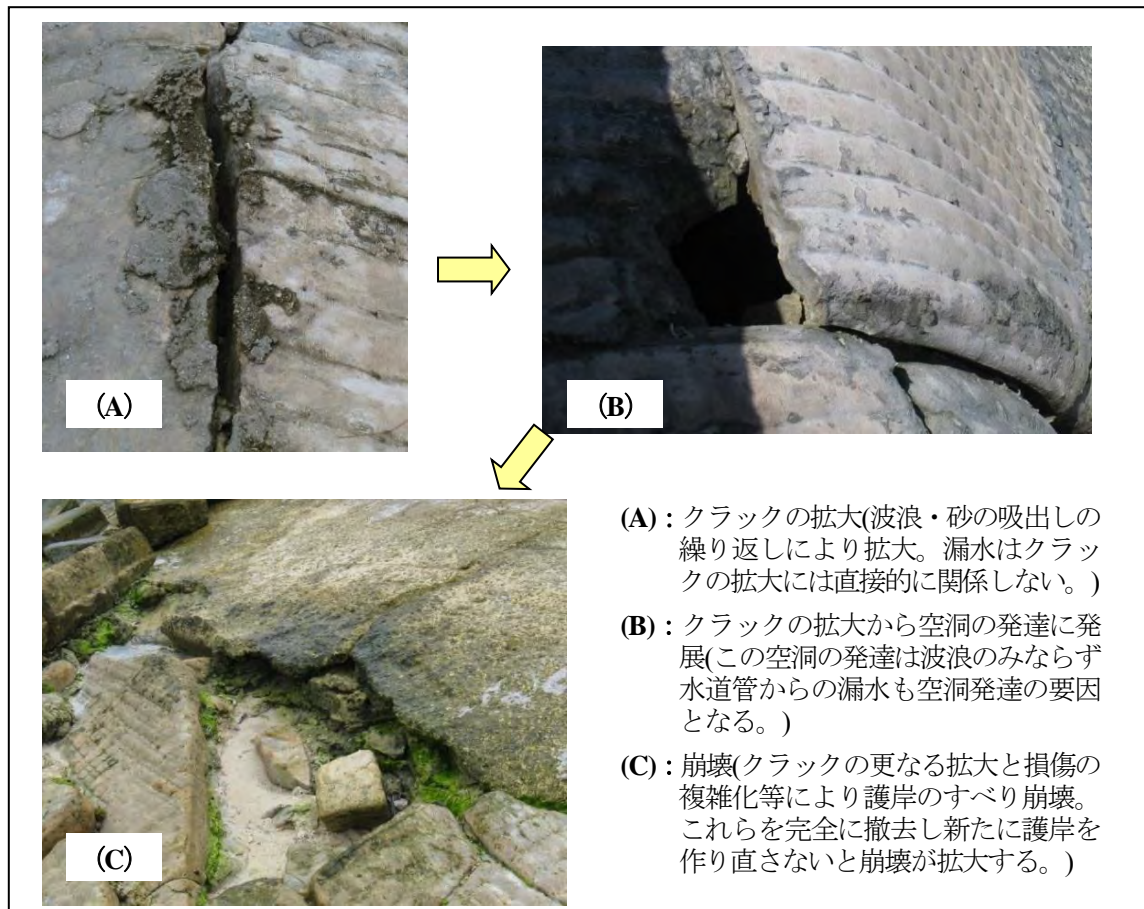 (A)
(B)
(C)
(A)：クラックの拡大(波浪・砂の吸出しの
繰り返しにより拡大。漏水はクラッ
クの拡大には直接的に関係しない。)
(B)：クラックの拡大から空洞の発達に発
展(この空洞の発達は波浪のみならず
水道管からの漏水も空洞発達の要因
となる。)
(C)：崩壊(クラックの更なる拡大と損傷の
複雑化等により護岸のすべり崩壊。
これらを完全に撤去し新たに護岸を
作り直さないと崩壊が拡大する。)